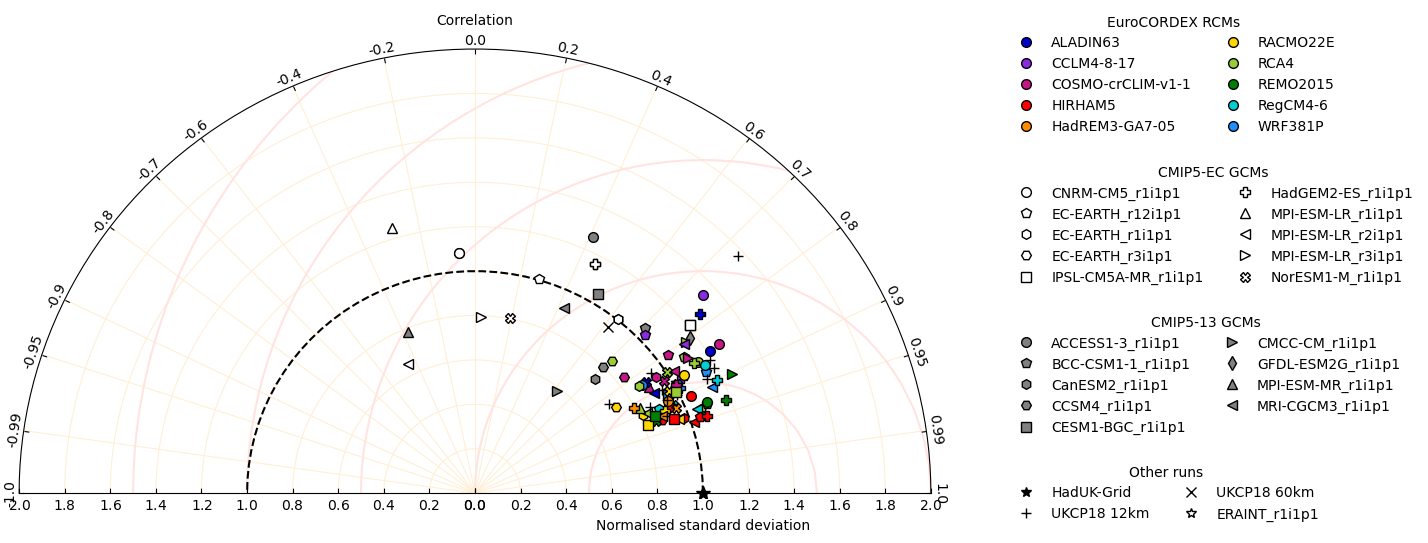 Correlation
-0.2 0.0 0.2
-0.4 0.4
-0.6 0.6
-0.7 0.7
-0.8 0.8
-0.9 0.9
-0.95 0.95
-0.99 0.99
-1.0 1.0
2.0 1.8 1.6 1.4 1.2 1.0 0.8 0.6 0.4 0.2 0.0 0.2 0.4 0.6 0.8 1.0 1.2 1.4 1.6 1.8 2.0
Normalised standard deviation
EuroCORDEX RCMs
ALADIN63 RACMO22E
CCLM4-8-17 RCA4
COSMO-crCLIM-v1-1 REMO2015
HIRHAM5 RegCM4-6
HadREM3-GA7-05 WRF381P
CMIP5-EC GCMs
CNRM-CM5_r1i1p1 HadGEM2-ES_r1i1p1
EC-EARTH_r12i1p1 MPI-ESM-LR_r1i1p1
EC-EARTH_r1i1p1 MPI-ESM-LR_r2i1p1
EC-EARTH_r3i1p1 MPI-ESM-LR_r3i1p1
IPSL-CM5A-MR_r1i1p1 NorESM1-M_r1i1p1
CMIP5-13 GCMs
ACCESS1-3_r1i1p1 CMCC-CM_r1i1p1
BCC-CSM1-1_r1i1p1 GFDL-ESM2G_r1i1p1
CanESM2_r1i1p1 MPI-ESM-MR_r1i1p1
CCSM4_r1i1p1 MRI-CGCM3_r1i1p1
CESM1-BGC_r1i1p1
Other runs
HadUK-Grid UKCP18 60km
UKCP18 12km ERAINT_r1i1p1